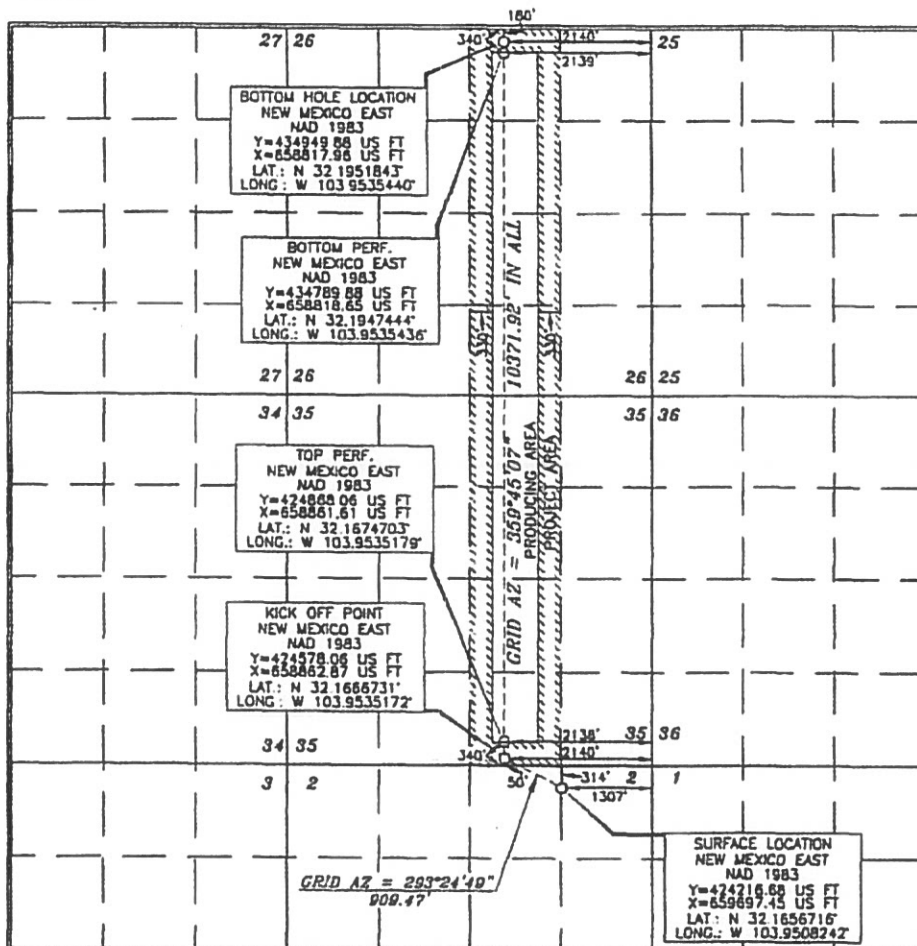 180'
27 26
340'
2140'
25
2139'
BOTTOM HOLE LOCATION
NEW MEXICO EAST
NAD 1983
Y=434949.88 US FT
X=658817.96 US FT
LAT.: N 32.1951843°
LONG.: W 103.9535440°
BOTTOM PERF.
NEW MEXICO EAST
NAD 1983
Y=434789.88 US FT
X=658818.65 US FT
LAT.: N 32.1947444°
LONG.: W 103.9535436°
330'
330'
GRID AZ = 359°45'07" 10371.92' IN ALL
PRODUCING AREA
PROJECT AREA
27 26
26 25
34 35
35 36
TOP PERF.
NEW MEXICO EAST
NAD 1983
Y=424868.06 US FT
X=658861.61 US FT
LAT.: N 32.1674703°
LONG.: W 103.9535179°
KICK OFF POINT
NEW MEXICO EAST
NAD 1983
Y=424578.06 US FT
X=658862.87 US FT
LAT.: N 32.1666731°
LONG.: W 103.9535172°
34 35
2138'
35 36
340'
2140'
3 2
50'
314'
2 1
1307'
GRID AZ = 293°24'49"
909.47'
SURFACE LOCATION
NEW MEXICO EAST
NAD 1983
Y=424216.68 US FT
X=659697.45 US FT
LAT.: N 32.1656716°
LONG.: W 103.9508242°